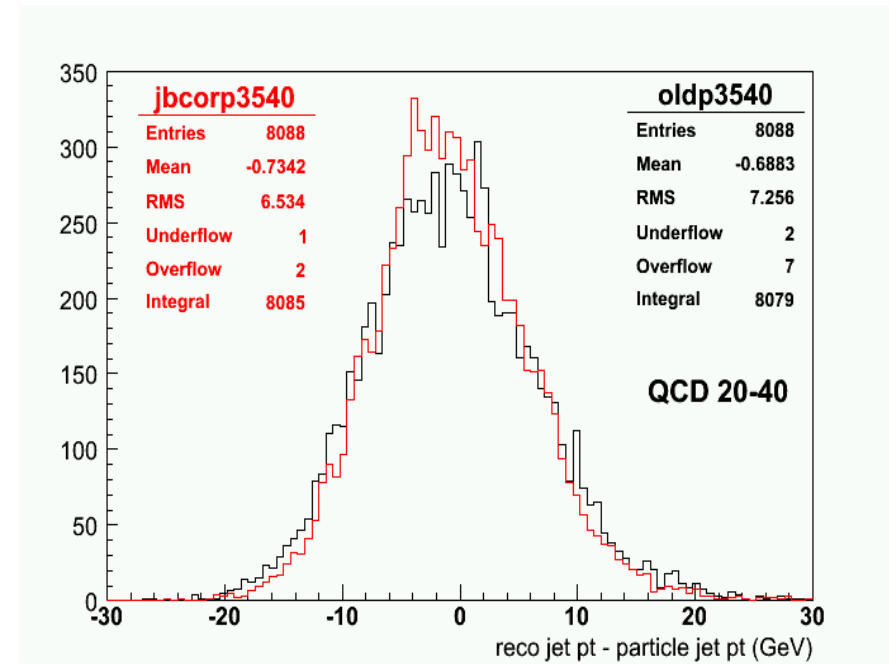 350
300
250
200
150
100
50
0
jbcorp3540
Entries 8088
Mean -0.7342
RMS 6.534
Underflow 1
Overflow 2
Integral 8085
oldp3540
Entries 8088
Mean -0.6883
RMS 7.256
Underflow 2
Overflow 7
Integral 8079
QCD 20-40
-30 -20 -10 0 10 20 30
reco jet pt - particle jet pt (GeV)